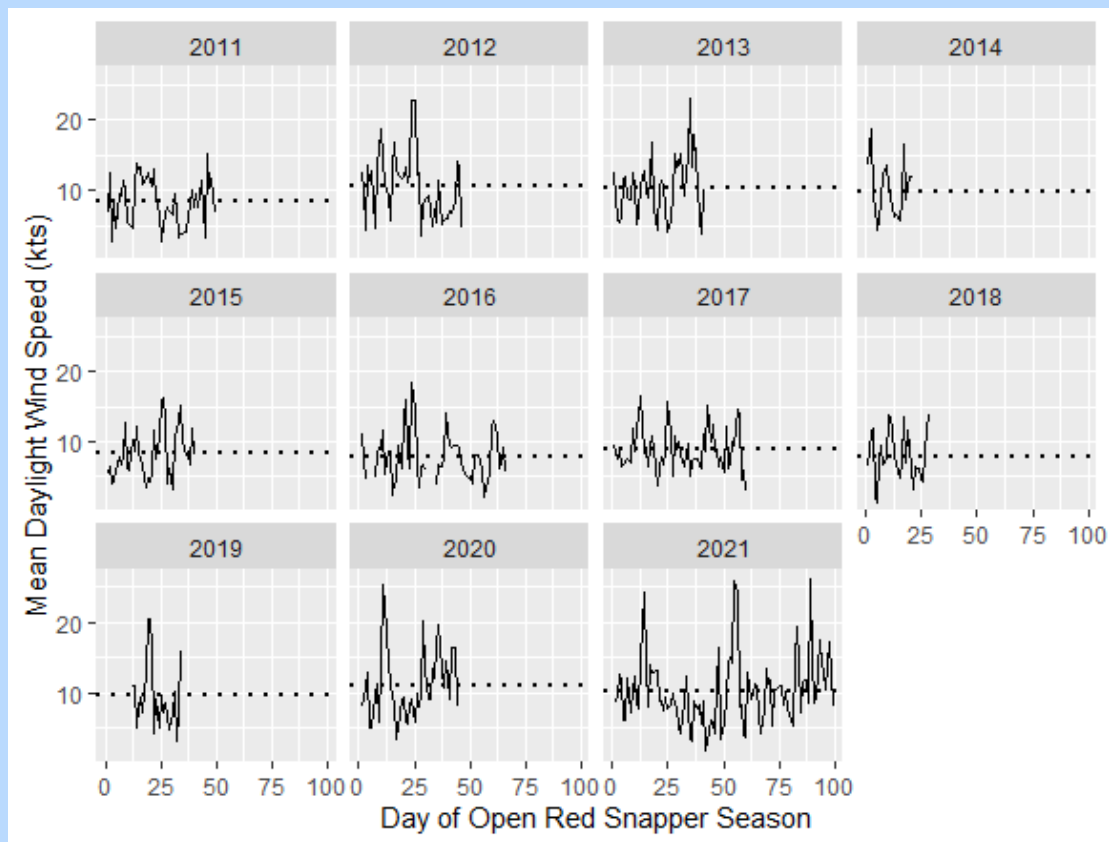 2011 2012 2013 2014
20
10
2015 2016 2017 2018
20
10
0 25 50 75 100
2019 2020 2021
20
10
0 25 50 75 100 0 25 50 75 100 0 25 50 75 100
Mean Daylight Wind Speed (kts)
Day of Open Red Snapper Season